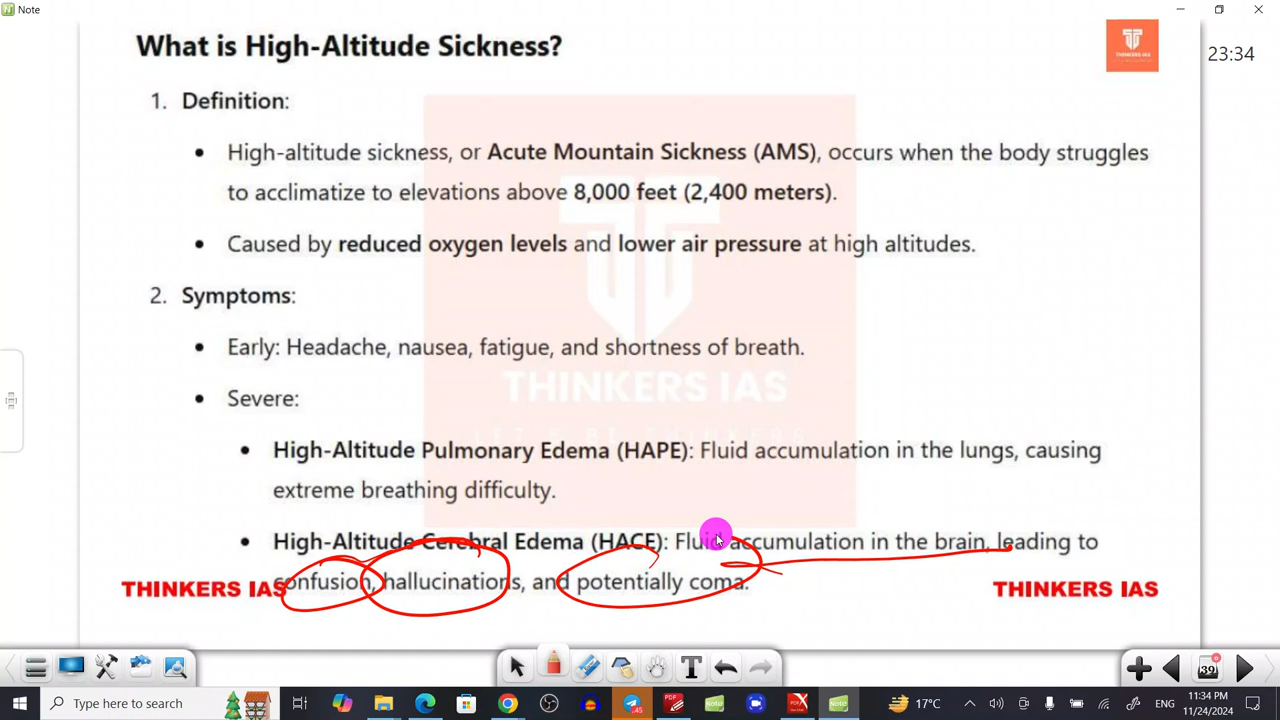 Note
What is High-Altitude Sickness?
23:34
1. Definition:
• High-altitude sickness, or Acute Mountain Sickness (AMS), occurs when the body struggles
to acclimatize to elevations above 8,000 feet (2,400 meters).
• Caused by reduced oxygen levels and lower air pressure at high altitudes.
2. Symptoms:
• Early: Headache, nausea, fatigue, and shortness of breath.
THINKERS IAS
• Severe:
LET'S BE THINKERS
• High-Altitude Pulmonary Edema (HAPE): Fluid accumulation in the lungs, causing
extreme breathing difficulty.
• High-Altitude Cerebral Edema (HACE): Fluid accumulation in the brain, leading to
confusion, hallucinations, and potentially coma.
THINKERS IAS
THINKERS IAS
39
Type here to search
45
17°C
ENG
11:34 PM
11/24/2024